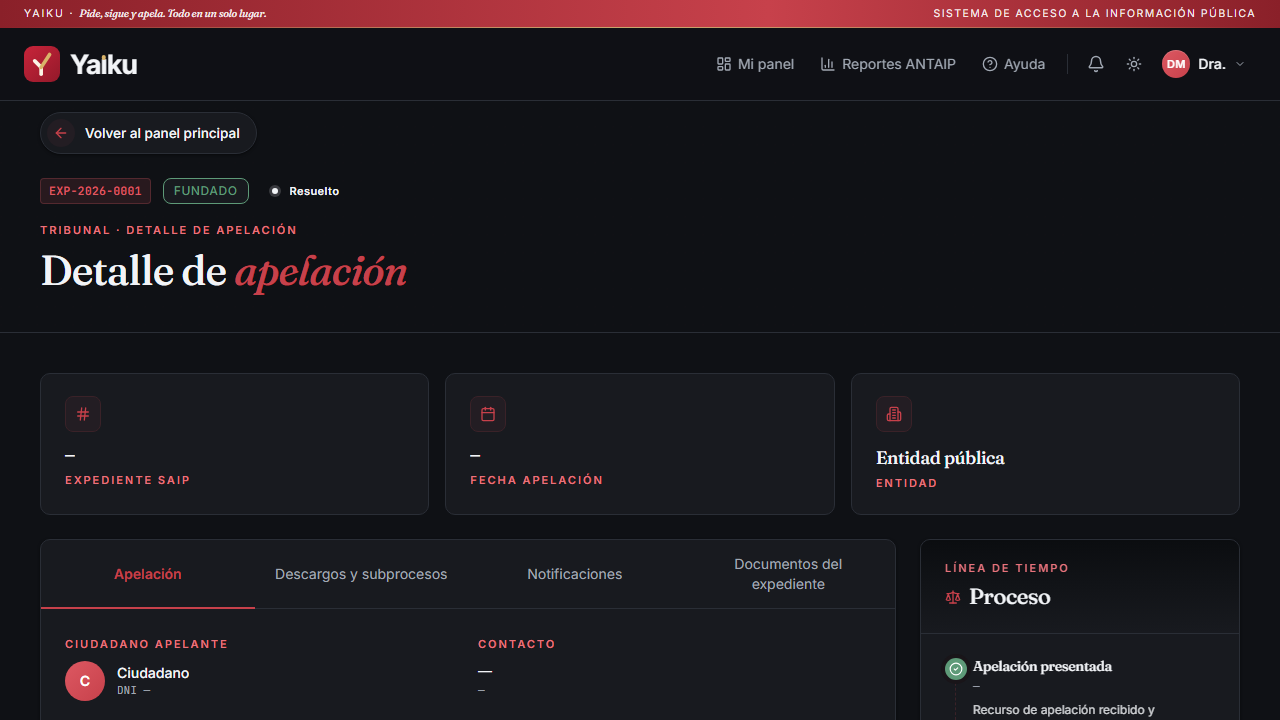 YAIKU · Pide, sigue y apela. Todo en un solo lugar.
SISTEMA DE ACCESO A LA INFORMACIÓN PÚBLICA
Yaiku
Mi panel
Reportes ANTAIP
Ayuda
DM
Dra.
Volver al panel principal
EXP-2026-0001
FUNDADO
Resuelto
TRIBUNAL · DETALLE DE APELACIÓN
Detalle de apelación
—
EXPEDIENTE SAIP
—
FECHA APELACIÓN
Entidad pública
ENTIDAD
Apelación
Descargos y subprocesos
Notificaciones
Documentos del
expediente
CIUDADANO APELANTE
C
Ciudadano
DNI —
CONTACTO
—
—
LÍNEA DE TIEMPO
Proceso
Apelación presentada
—
Recurso de apelación recibido y